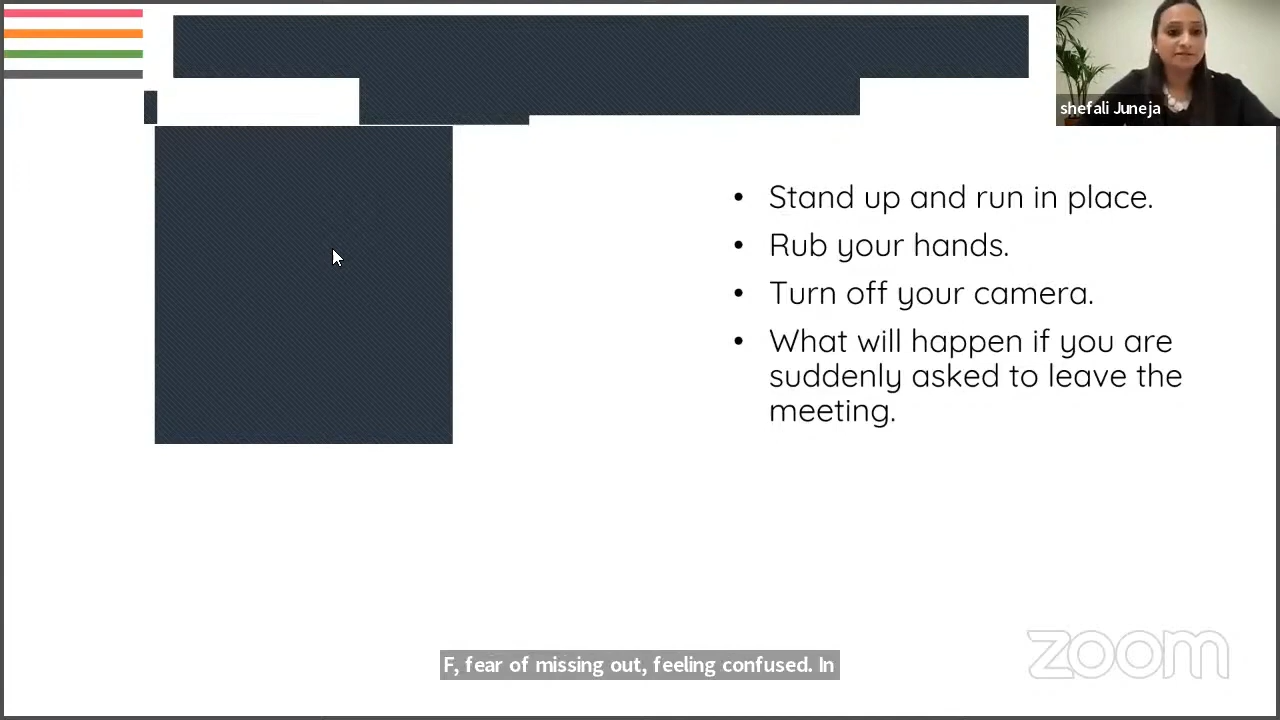 shefali Juneja
• Stand up and run in place.
• Rub your hands.
• Turn off your camera.
• What will happen if you are
suddenly asked to leave the
meeting.
F, fear of missing out, feeling confused. In
zoom